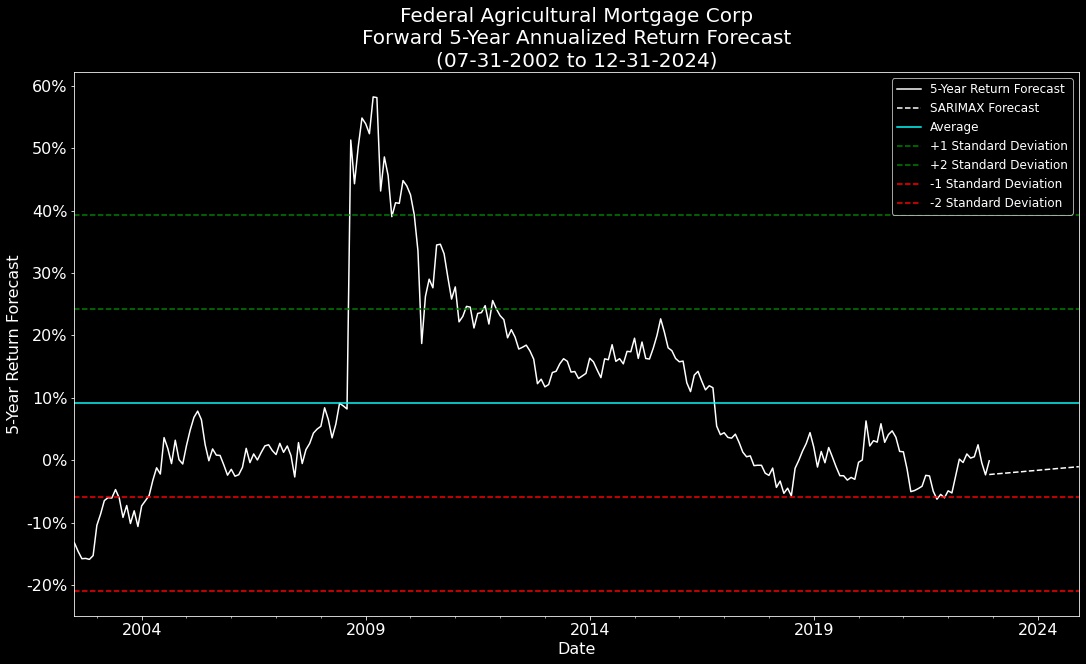 Federal Agricultural Mortgage Corp
Forward 5-Year Annualized Return Forecast
(07-31-2002 to 12-31-2024)
5-Year Return Forecast
SARIMAX Forecast
Average
+1 Standard Deviation
+2 Standard Deviation
-1 Standard Deviation
-2 Standard Deviation
5-Year Return Forecast
60%
50%
40%
30%
20%
10%
0%
-10%
-20%
2004
2009
2014
2019
2024
Date